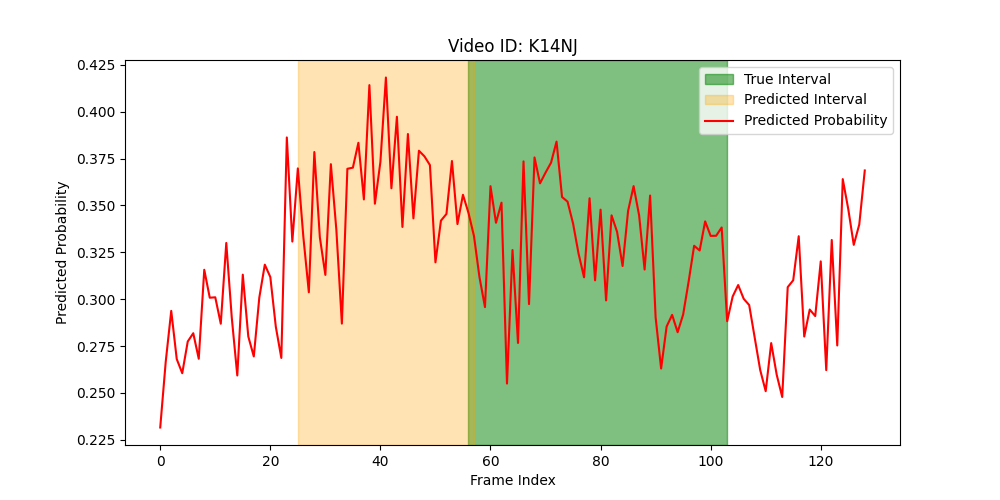 Video ID: K14NJ
True Interval
Predicted Interval
Predicted Probability
Predicted Probability
0.425
0.400
0.375
0.350
0.325
0.300
0.275
0.250
0.225
0 20 40 60 80 100 120
Frame Index